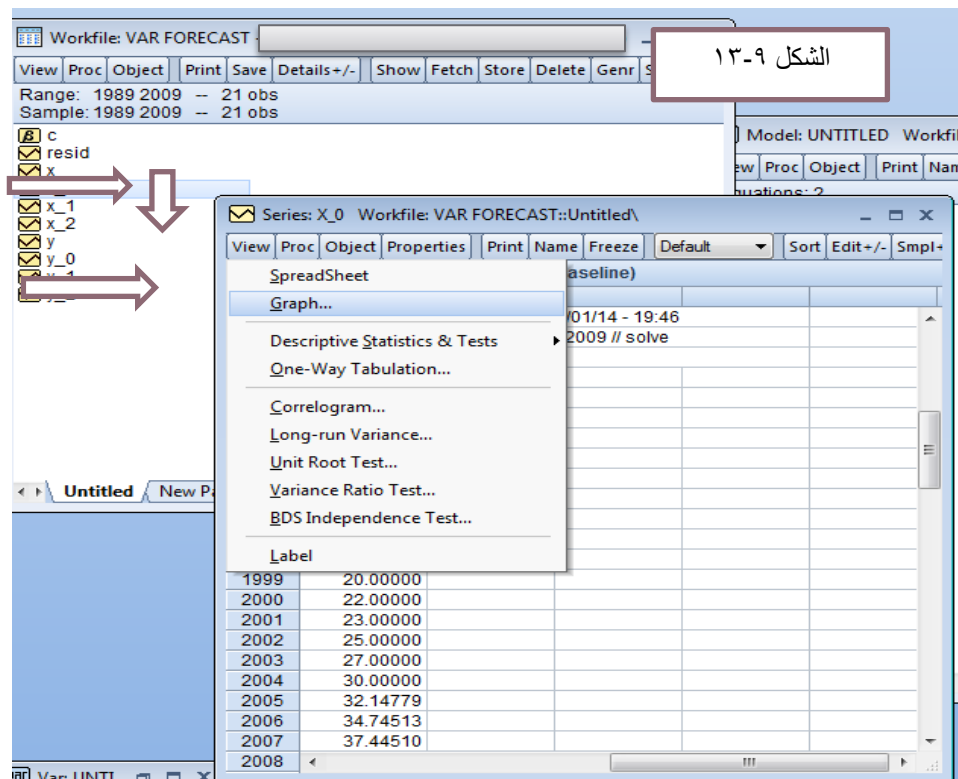 Workfile: VAR FORECAST -
الشكل ٩-١٣
View Proc Object Print Save Details+/- Show Fetch Store Delete Genr S
Range: 1989 2009 -- 21 obs
Sample: 1989 2009 -- 21 obs
c
resid
x
x_1
x_2
y
y_0
Model: UNTITLED Workfi
ew Proc Object Print Nam
quations: 2
Series: X_0 Workfile: VAR FORECAST::Untitled\
View Proc Object Properties Print Name Freeze Default Sort Edit+/- Smpl+
aseline)
/01/14 - 19:46
2009 // solve
SpreadSheet
Graph...
Descriptive Statistics & Tests
One-Way Tabulation...
Correlogram...
Long-run Variance...
Unit Root Test...
Variance Ratio Test...
BDS Independence Test...
Label
1999 20.00000
2000 22.00000
2001 23.00000
2002 25.00000
2003 27.00000
2004 30.00000
2005 32.14779
2006 34.74513
2007 37.44510
2008
Untitled New Pa
Var: UNTI